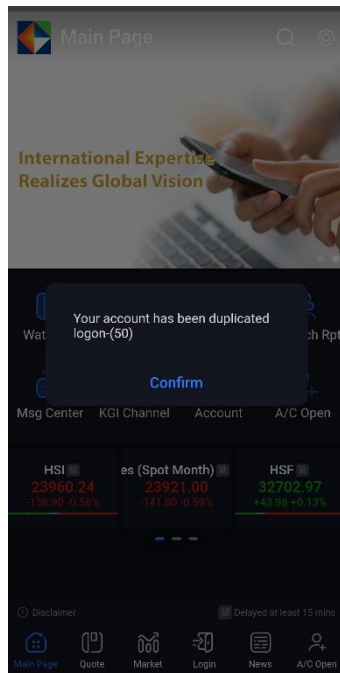 Main Page
International Expertise
Realizes Global Vision
Your account has been duplicated
logon-(50)
Confirm
Wat
ch Rpt
Msg Center KGI Channel Account A/C Open
HSI es (Spot Month) HSF
23960.24 23921.00 32702.97
-138.90 -0.58% -141.00 -0.59% +43.98 +0.13%
Disclaimer Delayed at least 15 mins
Main Page Quote Market Login News A/C Open